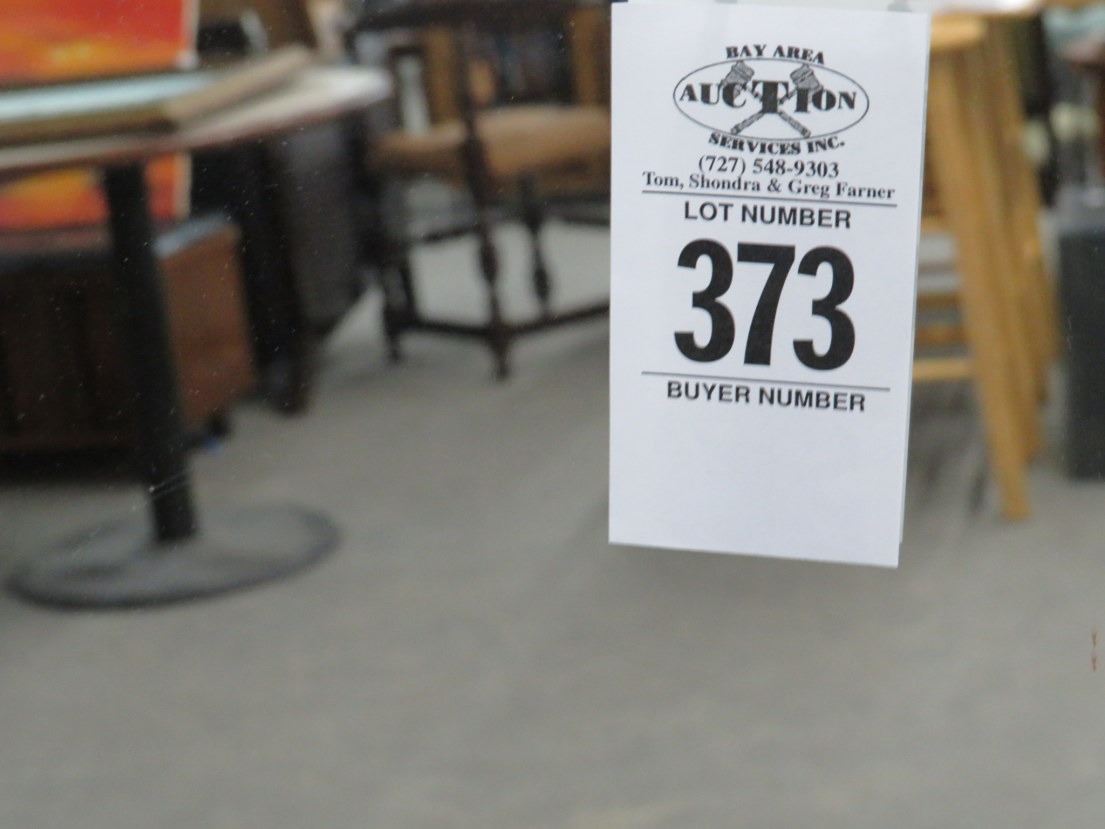 BAY AREA
AUCTION
SERVICES INC.
(727) 548-9303
Tom, Shondra & Greg Farner
LOT NUMBER
373
BUYER NUMBER